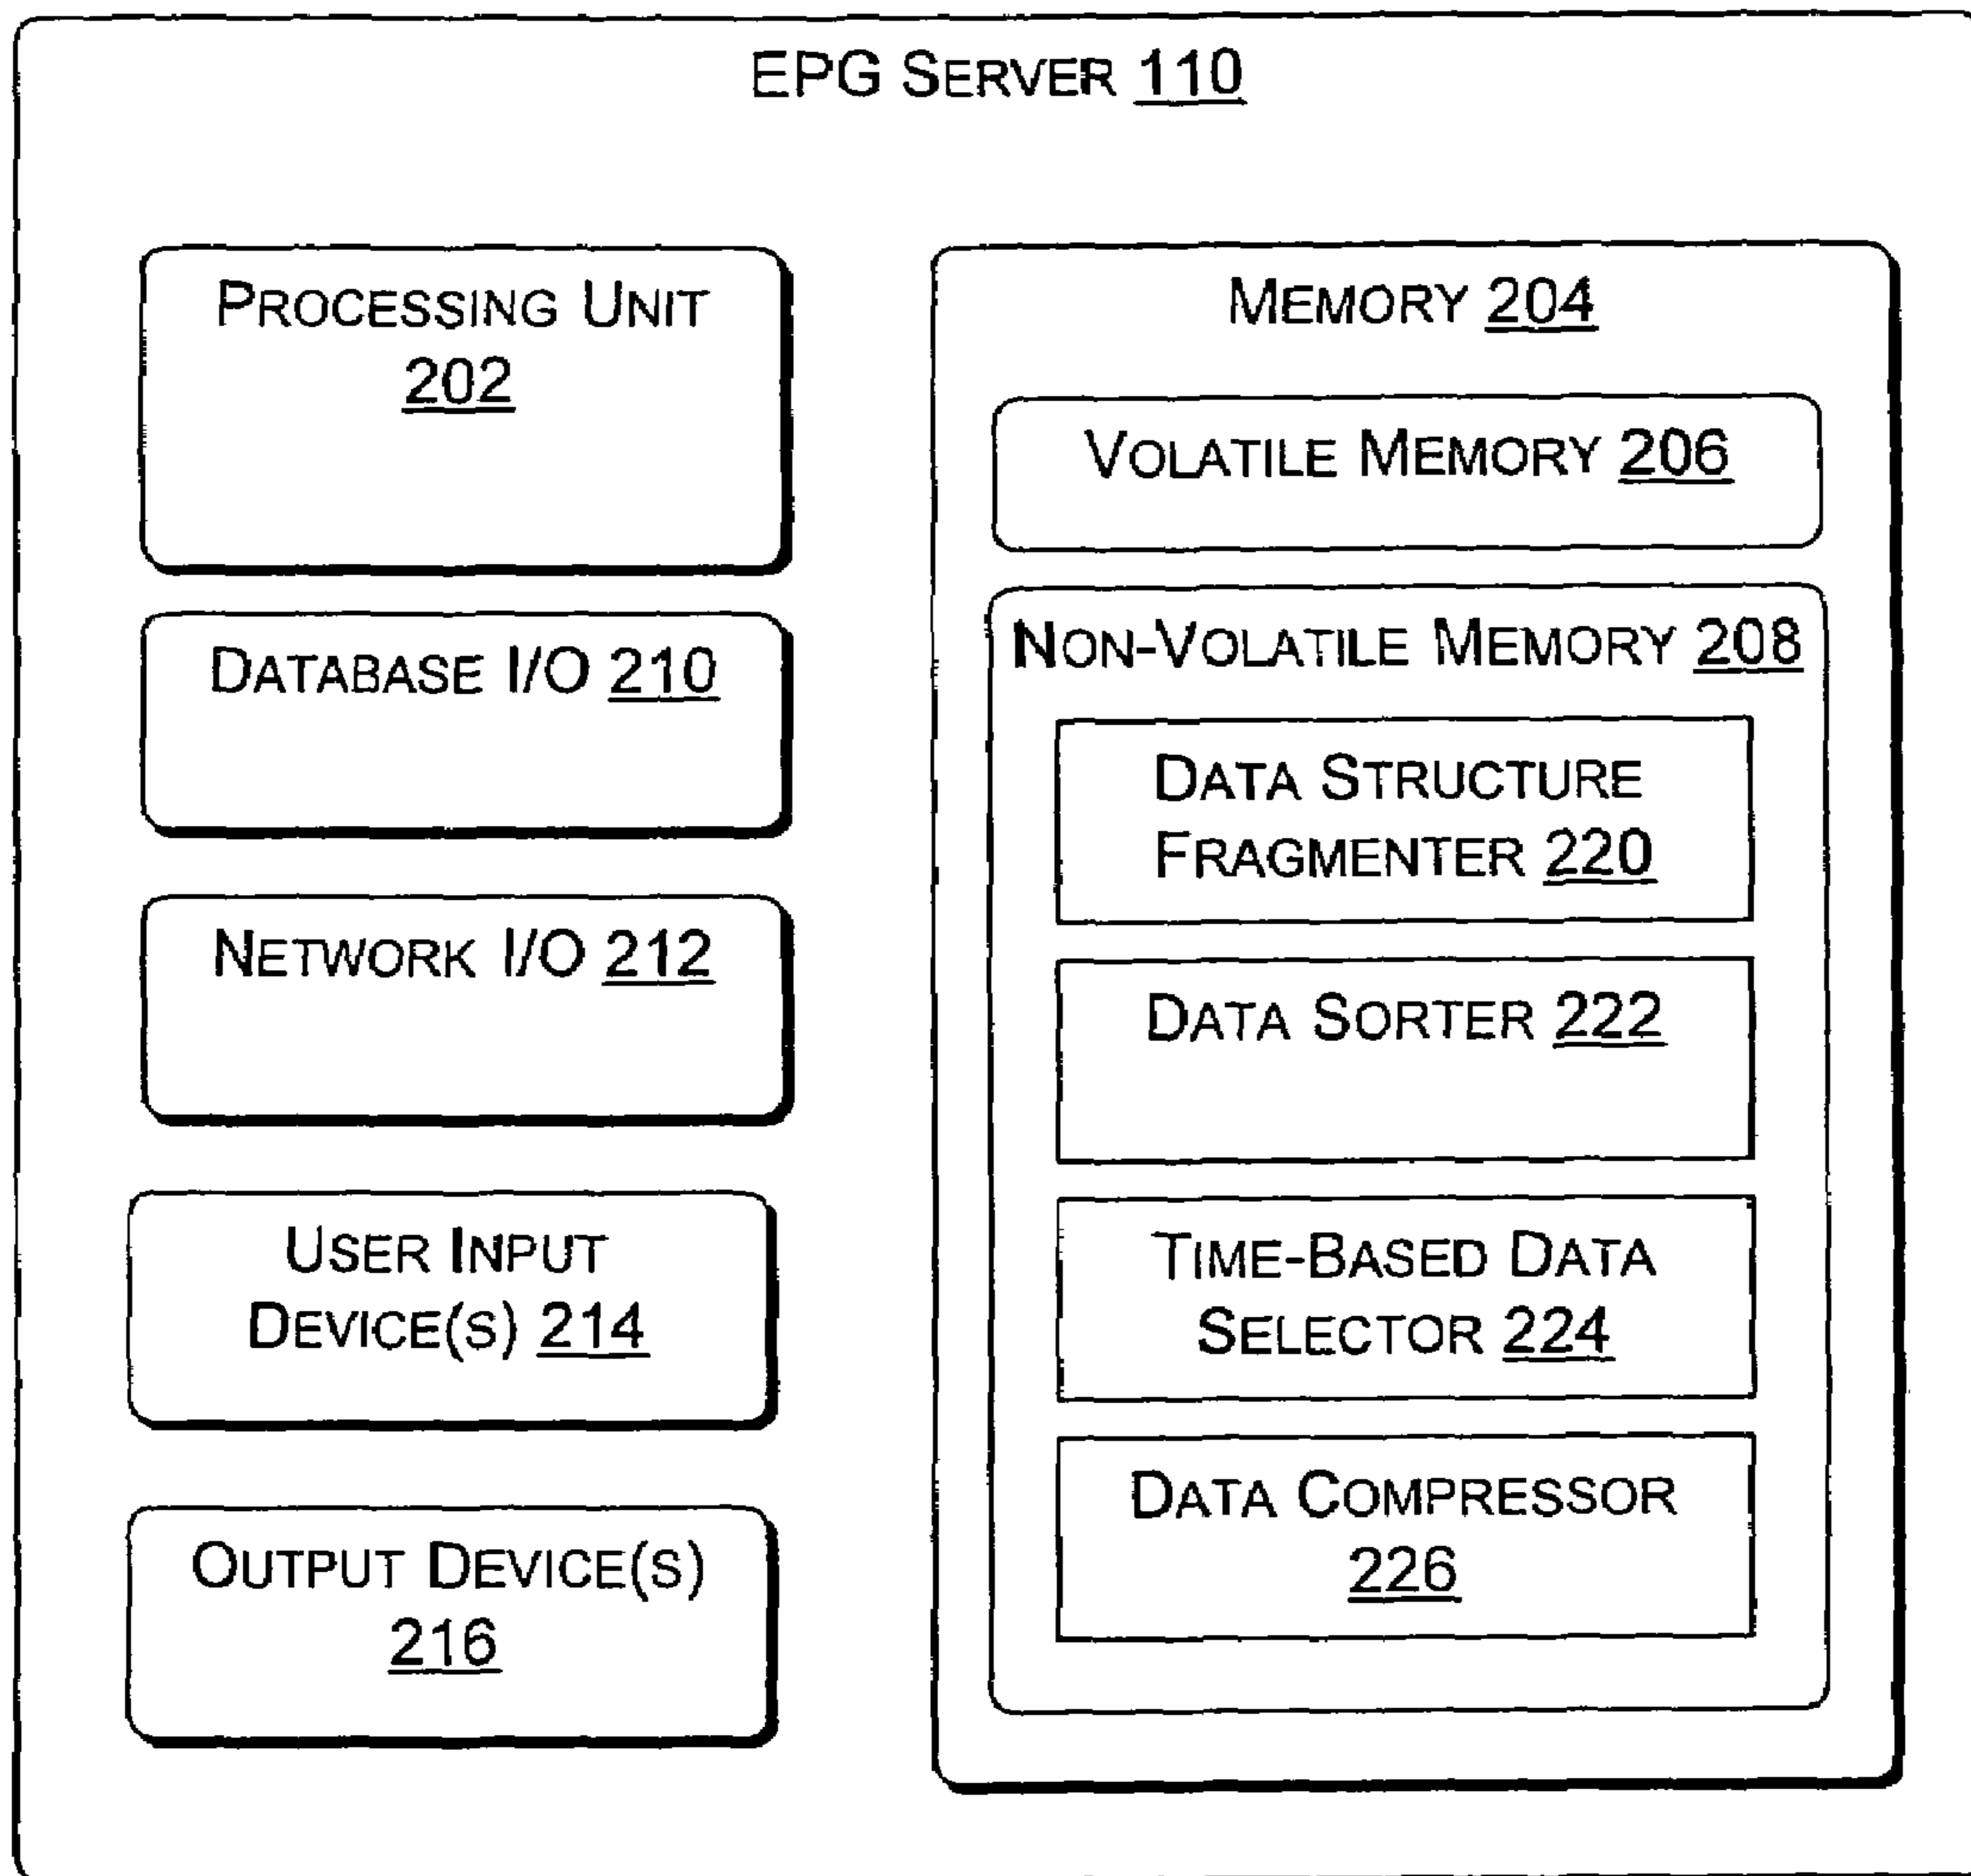 EPG SERVER 110
PROCESSING UNIT
202
DATABASE I/O 210
NETWORK I/O 212
USER INPUT
DEVICE(S) 214
OUTPUT DEVICE(S)
216
MEMORY 204
VOLATILE MEMORY 206
NON-VOLATILE MEMORY 208
DATA STRUCTURE
FRAGMENTER 220
DATA SORTER 222
TIME-BASED DATA
SELECTOR 224
DATA COMPRESSOR
226